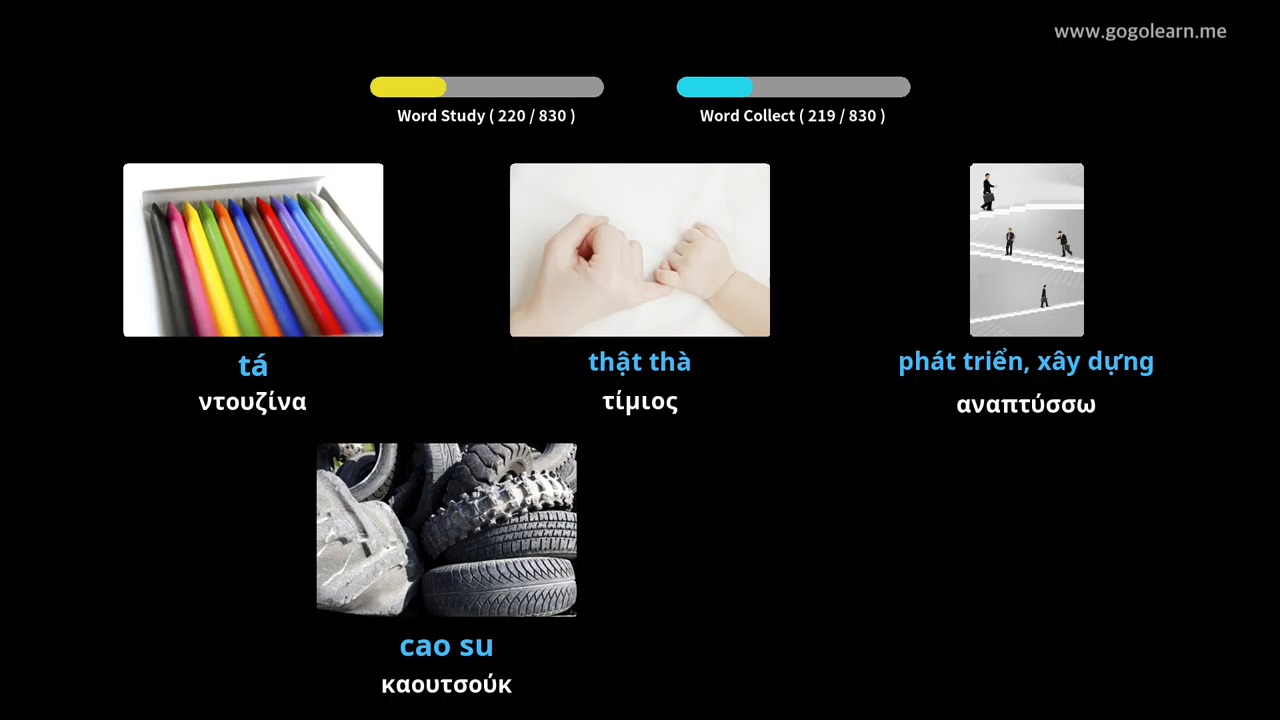 www.gogolearn.me
Word Study ( 220 / 830 )
Word Collect ( 219 / 830 )
tá
ντουζίνα
thật thà
τίμιος
phát triển, xây dựng
αναπτύσσω
cao su
καουτσούκ